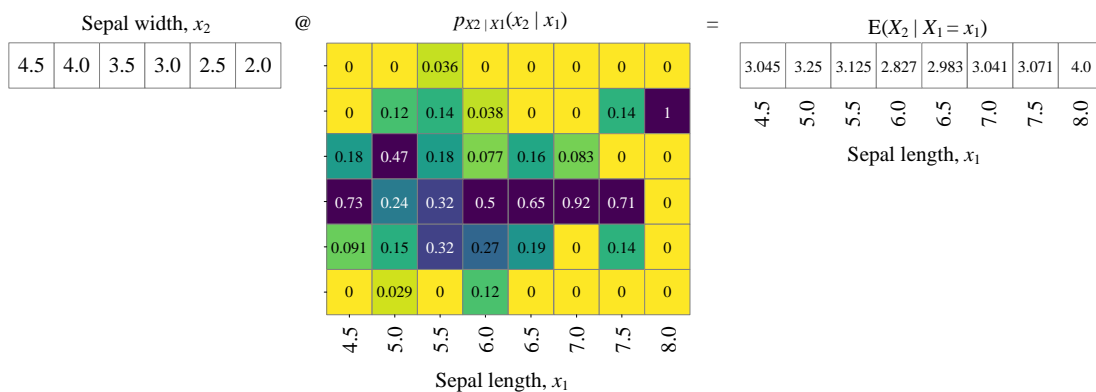 Sepal width, x₂ @ p_{X2 | X1}(x₂ | x₁) = E(X₂ | X₁ = x₁)
4.5 4.0 3.5 3.0 2.5 2.0
0 0 0.036 0 0 0 0 0
0 0.12 0.14 0.038 0 0 0.14 1
0.18 0.47 0.18 0.077 0.16 0.083 0 0
0.73 0.24 0.32 0.5 0.65 0.92 0.71 0
0.091 0.15 0.32 0.27 0.19 0 0.14 0
0 0.029 0 0.12 0 0 0 0
4.5 5.0 5.5 6.0 6.5 7.0 7.5 8.0
Sepal length, x₁
3.045 3.25 3.125 2.827 2.983 3.041 3.071 4.0
4.5 5.0 5.5 6.0 6.5 7.0 7.5 8.0
Sepal length, x₁